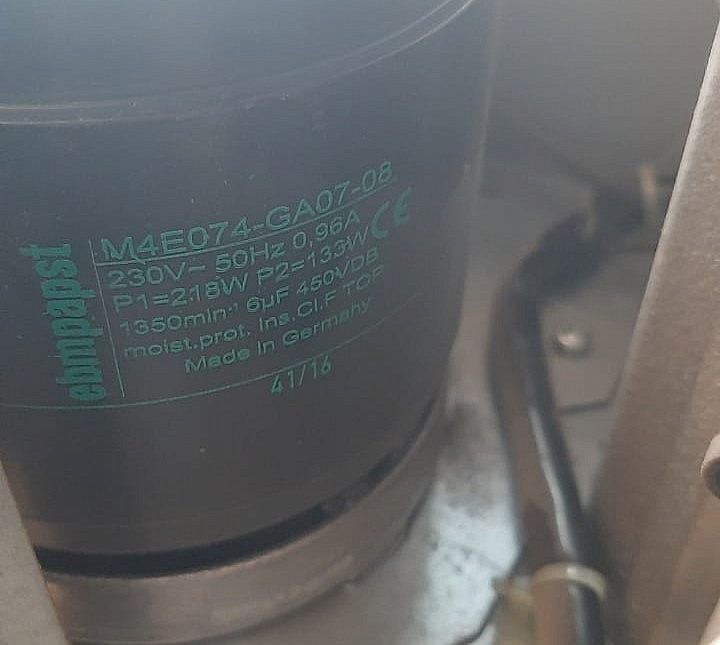 ebmpapst
M4E074-GA07-08
230V~ 50Hz 0,96A CE
P1=218W P2=133W
1350min⁻¹ 6µF 450VDB
moist.prot. Ins.Cl.F TOP
Made in Germany
41/16